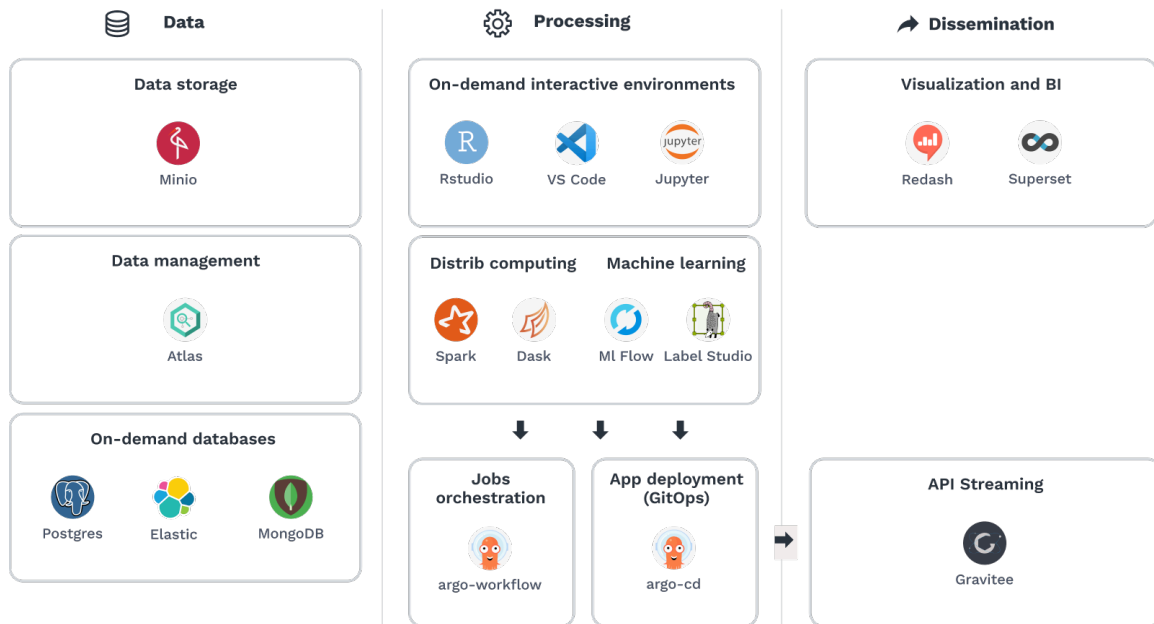 Data
Data storage
Minio
Data management
Atlas
On-demand databases
Postgres
Elastic
MongoDB
Processing
On-demand interactive environments
R
jupyter
Rstudio
VS Code
Jupyter
Distrib computing
Machine learning
Spark
Dask
Ml Flow
Label Studio
Jobs
orchestration
argo-workflow
App deployment
(GitOps)
argo-cd
Dissemination
Visualization and BI
Redash
Superset
API Streaming
Gravitee